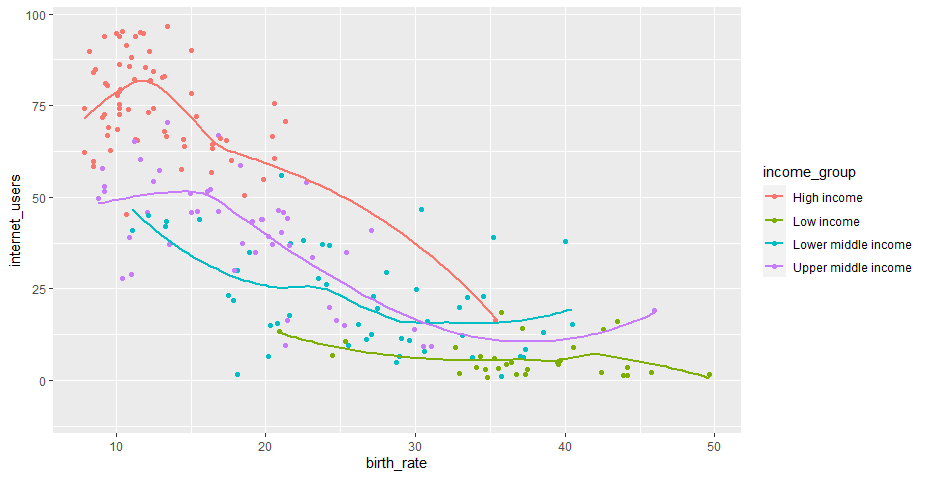 100
75
50
25
0
internet_users
10
20
30
40
50
birth_rate
income_group
High income
Low income
Lower middle income
Upper middle income